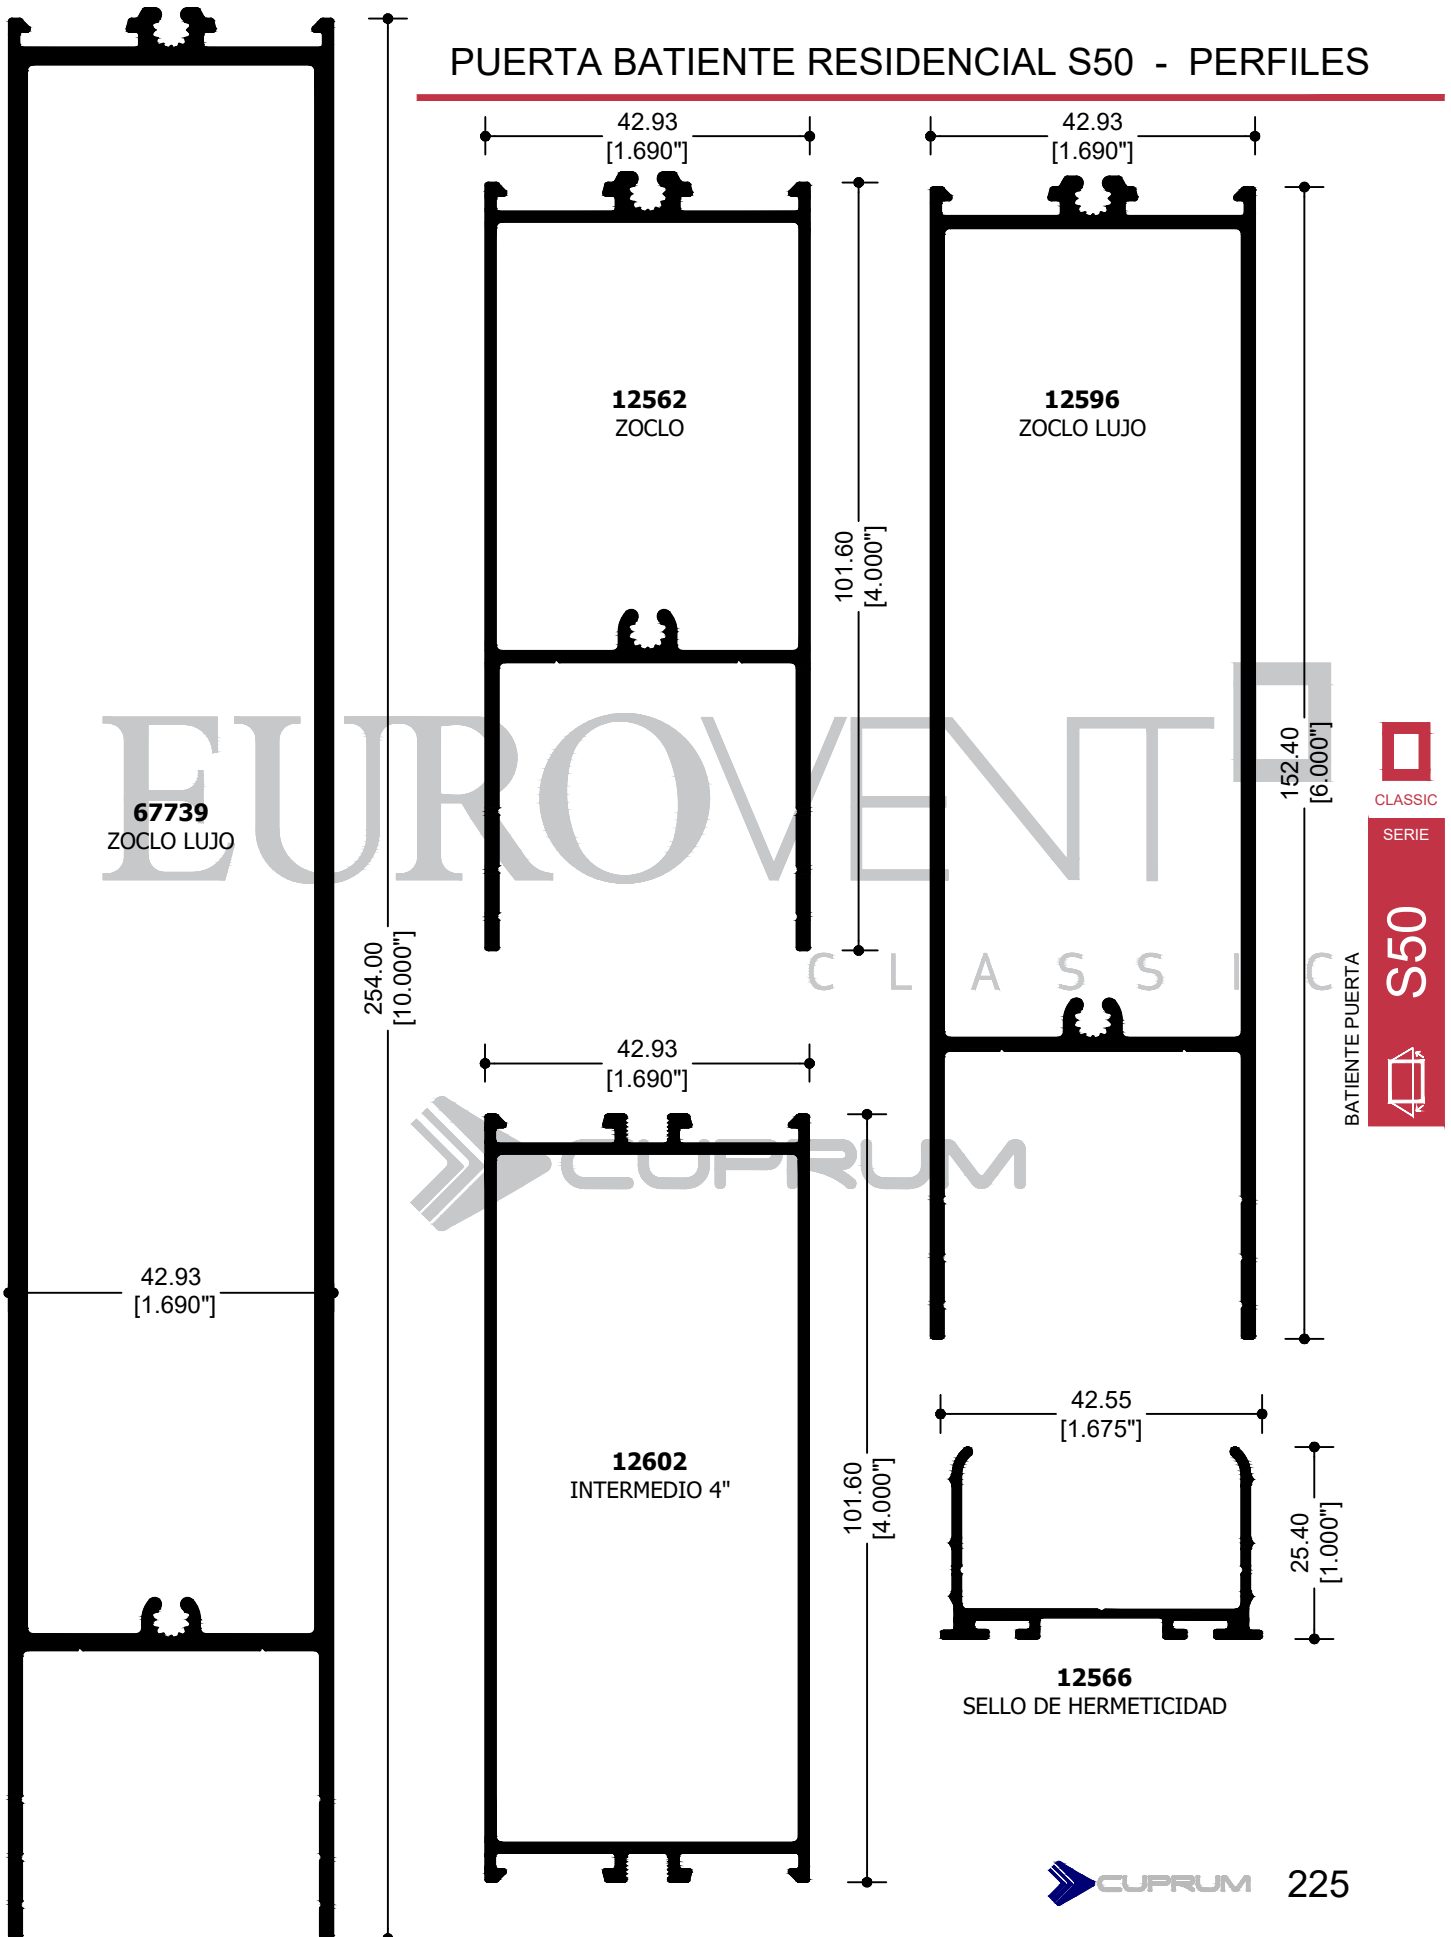 PUERTA BATIENTE RESIDENCIAL S50 - PERFILES
42.93
[1.690"]
42.93
[1.690"]
12562
ZOCLO
12596
ZOCLO LUJO
101.60
[4.000"]
152.40
[6.000"]
EUROVENT
CLASSIC
67739
ZOCLO LUJO
254.00
[10.000"]
CLASSIC
SERIE
S50
BATIENTE PUERTA
42.93
[1.690"]
CUPRUM
42.93
[1.690"]
12602
INTERMEDIO 4"
101.60
[4.000"]
42.55
[1.675"]
25.40
[1.000"]
12566
SELLO DE HERMETICIDAD
CUPRUM
225